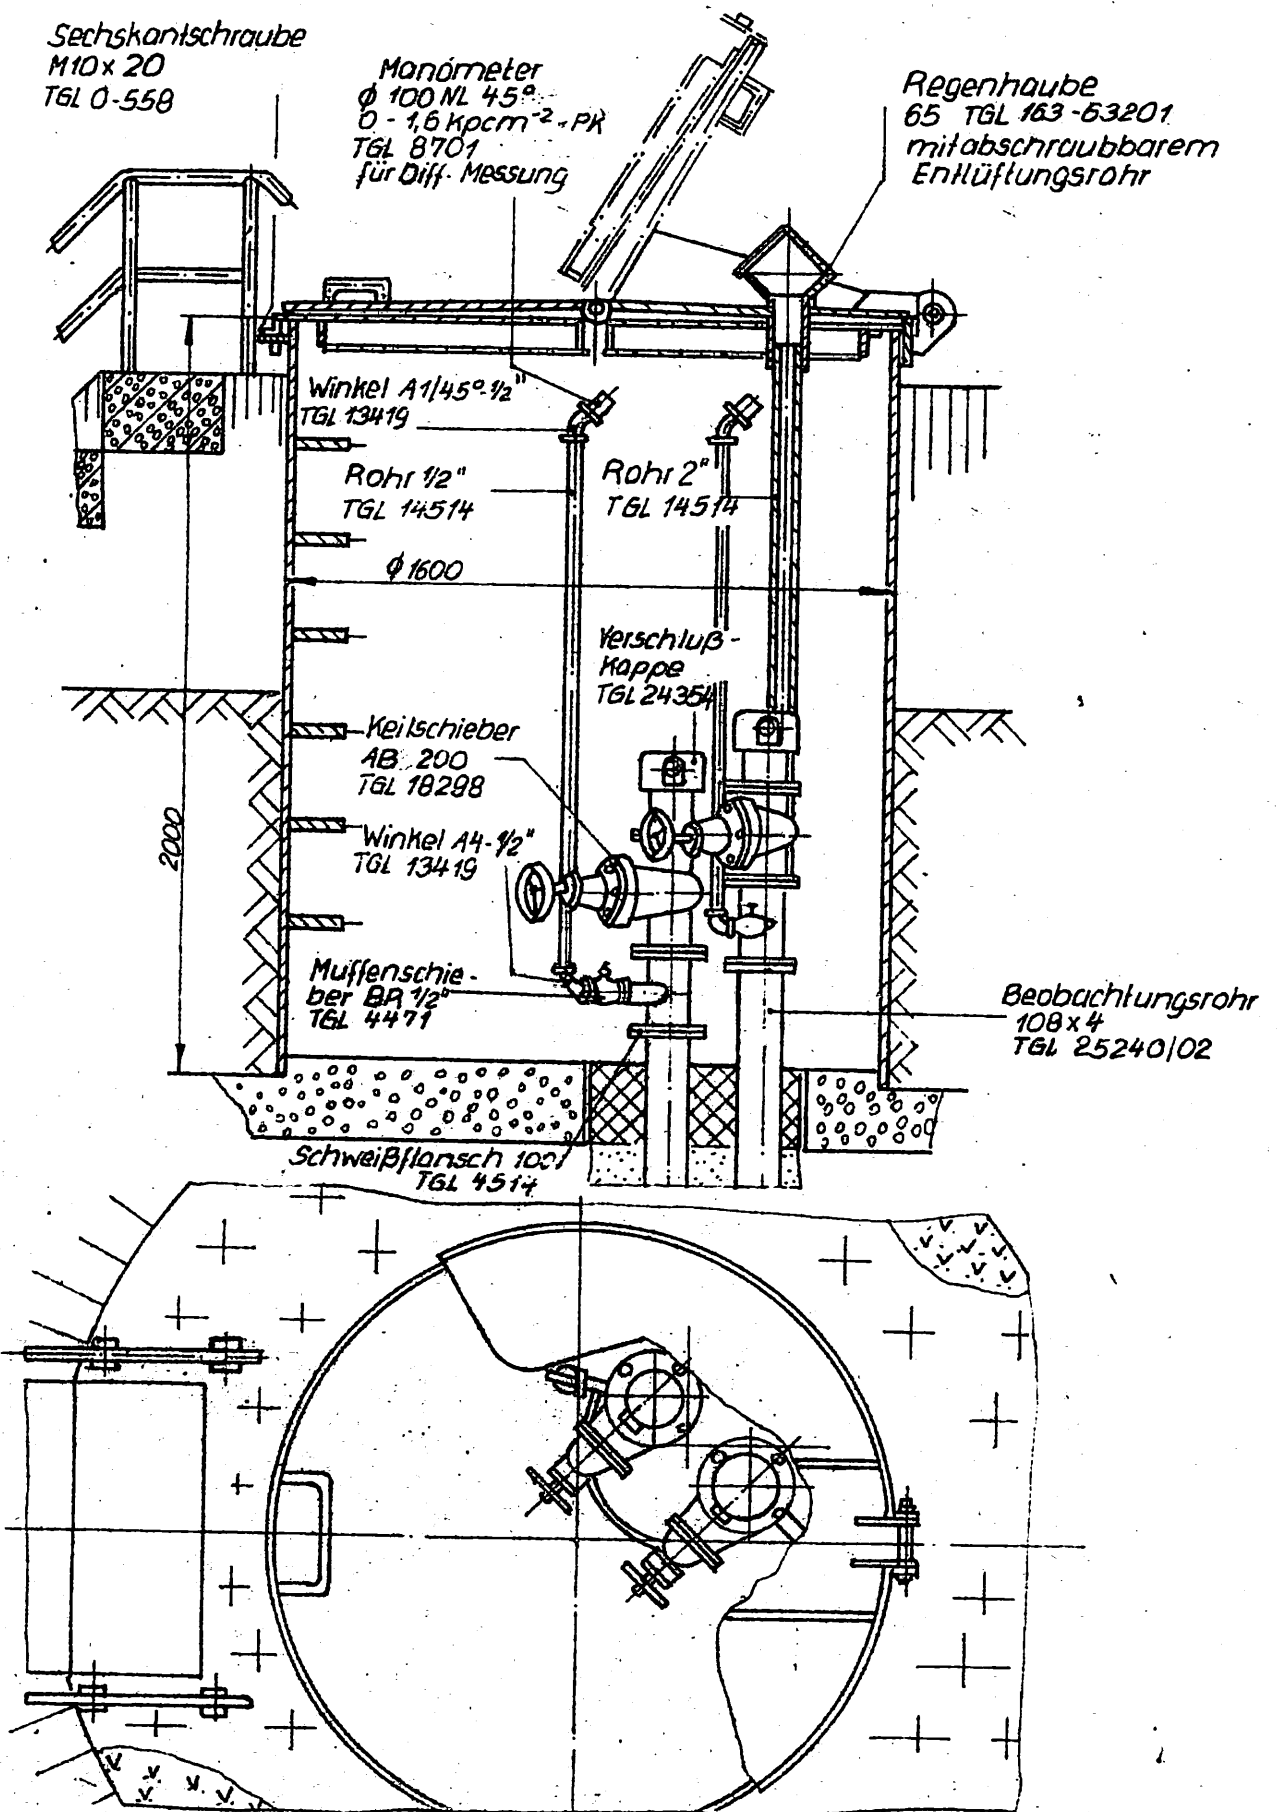 Sechskantschraube
M10 x 20
TGL 0-558
Manómeter
ϕ 100 NL 45°
0 - 1,6 Kpcm⁻² - PK
TGL 8701
für Diff. Messung
Regenhaube
65 TGL 163-63201
mit abschraubbarem
Entlüftungsrohr
Winkel A1/45°-1/2"
TGL 13419
Rohr 1/2"
TGL 14514
Rohr 2"
TGL 14514
ϕ 1600
Verschluß-
kappe
TGL 24354
Keilschieber
AB 200
TGL 18298
Winkel A4-1/2"
TGL 13419
2000
Muffenschie-
ber BR 1/2"
TGL 4471
Beobachtungsrohr
108 x 4
TGL 25240/02
Schweißflansch 100/
TGL 4514